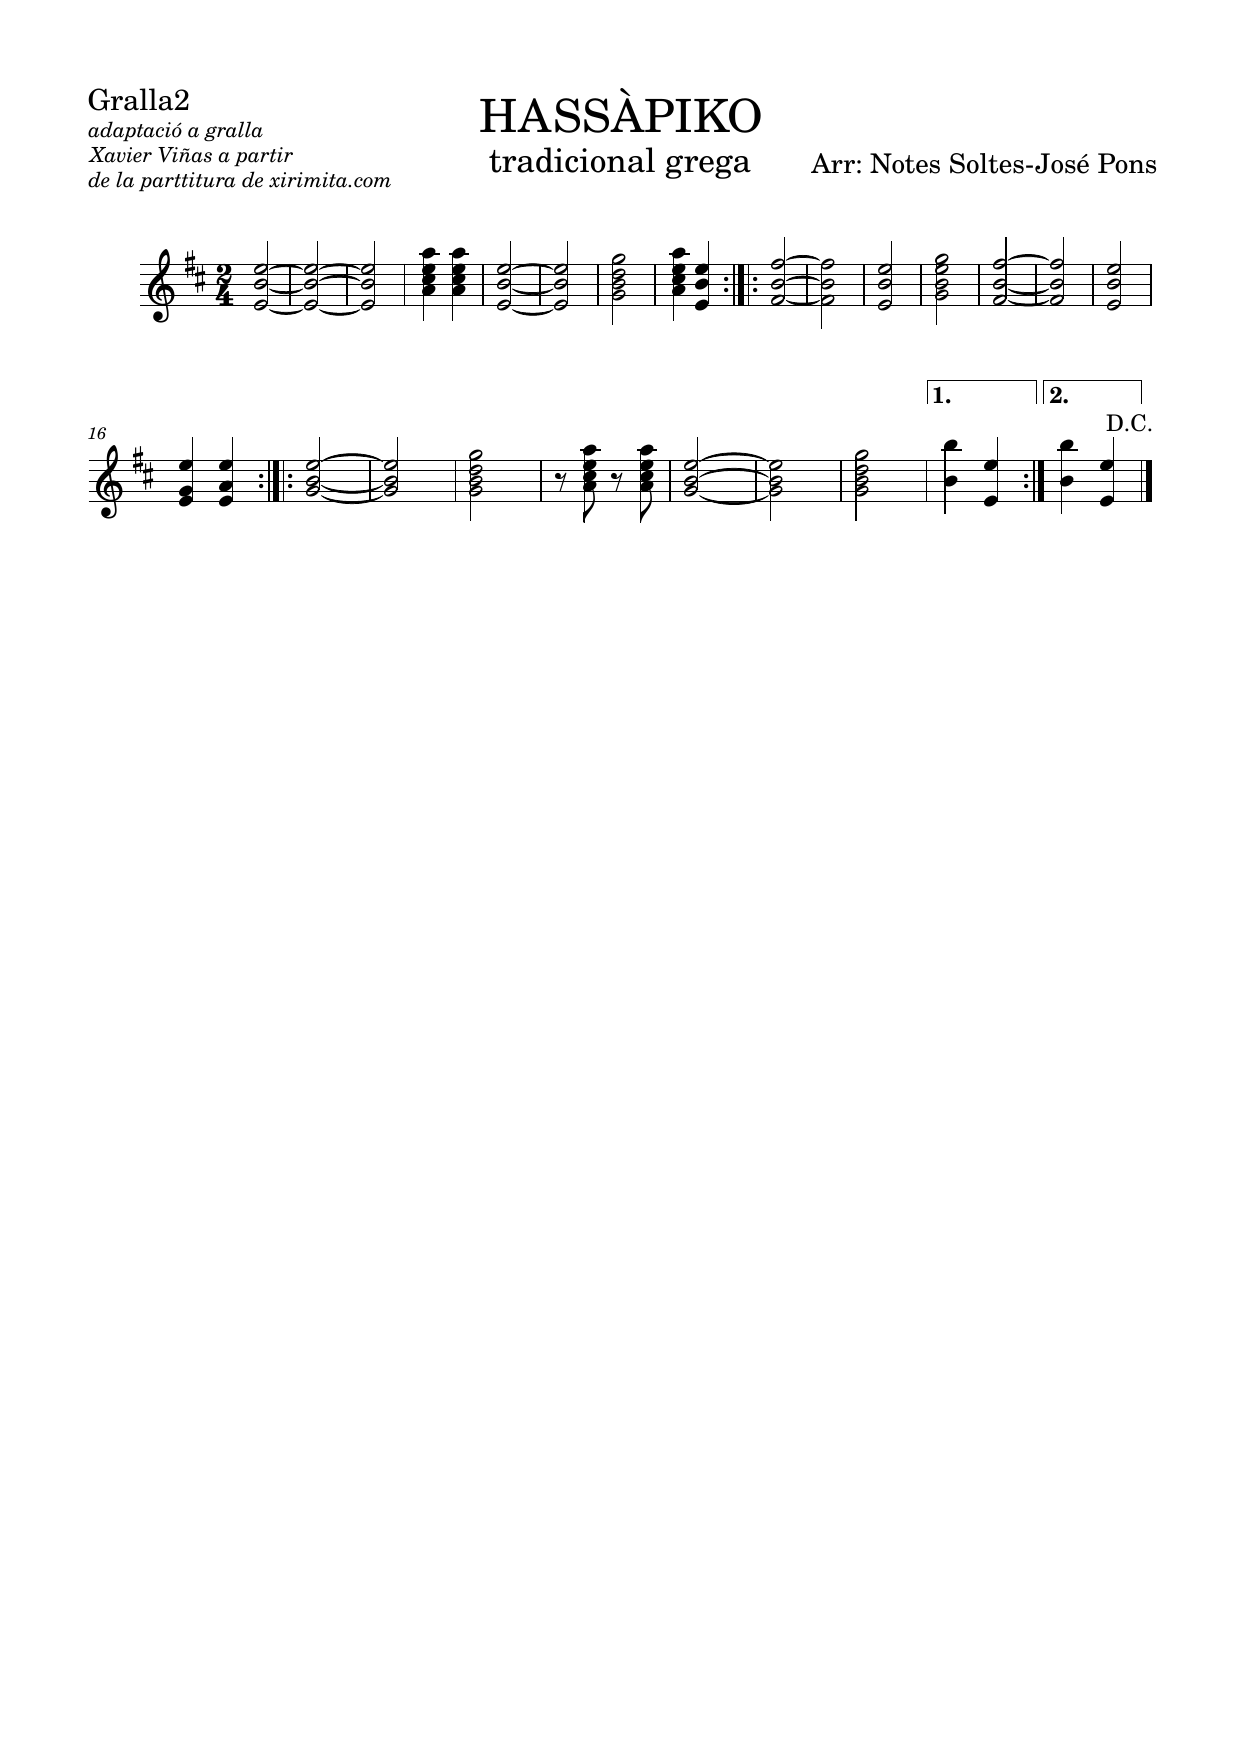 Gralla2
adaptació a gralla
Xavier Viñas a partir
de la parttitura de xirimita.com
HASSÀPIKO
tradicional grega
Arr: Notes Soltes-José Pons
2
4
1.
2.
D.C.
16